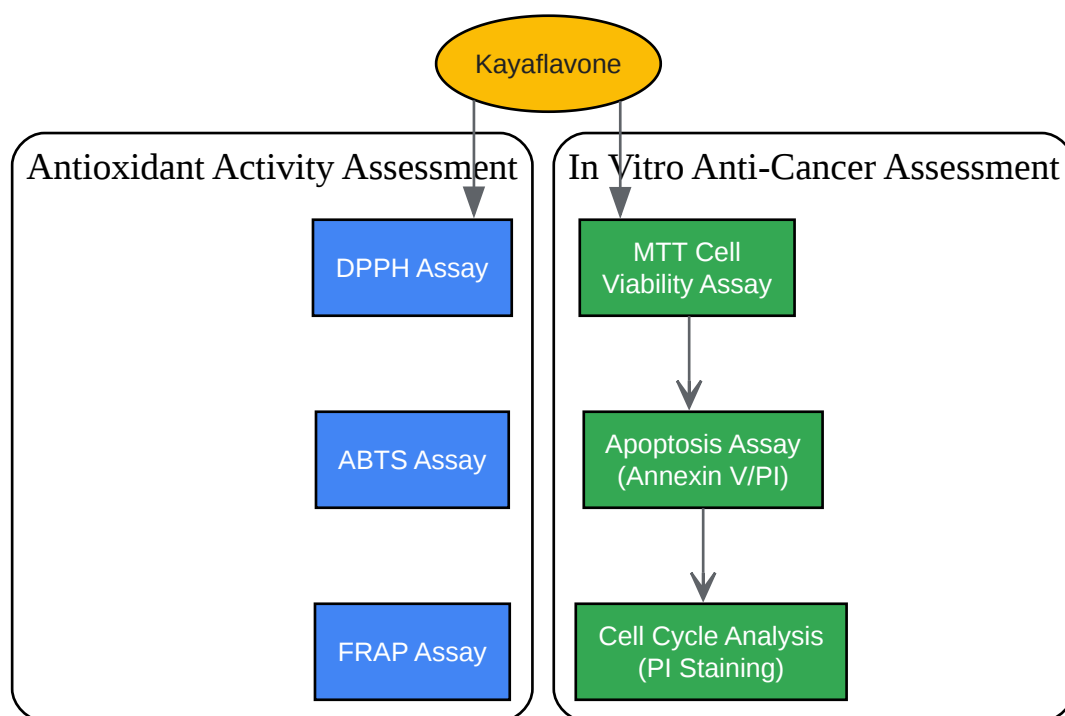 Kayaflavone
Antioxidant Activity Assessment
DPPH Assay
ABTS Assay
FRAP Assay
In Vitro Anti-Cancer Assessment
MTT Cell
Viability Assay
Apoptosis Assay
(Annexin V/PI)
Cell Cycle Analysis
(PI Staining)